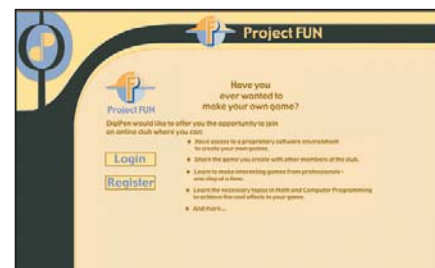 Project FUN
Project FUN
Have you
ever wanted to
make your own game?
DigiPen would like to offer you the opportunity to join
an online club where you can:
Have access to a proprietary software environment
to create your own games.
Share the game you create with other members of the club.
Learn to make interesting games from professionals-
one step at a time.
Learn the necessary topics in Math and Computer Programming
to achieve the cool effects in your game.
And more...
Login
Register